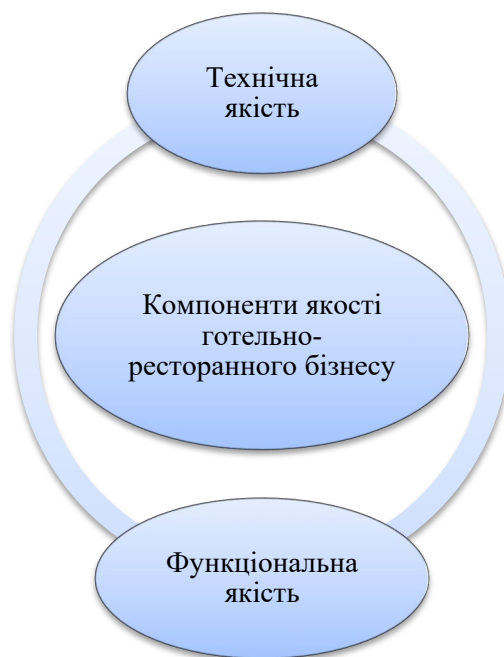 Технічна
якість
Компоненти якості
готельно-
ресторанного бізнесу
Функціональна
якість